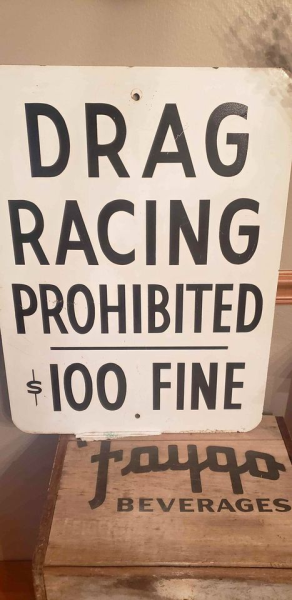 DRAG
RACING
PROHIBITED
$100 FINE
Faygo
BEVERAGES